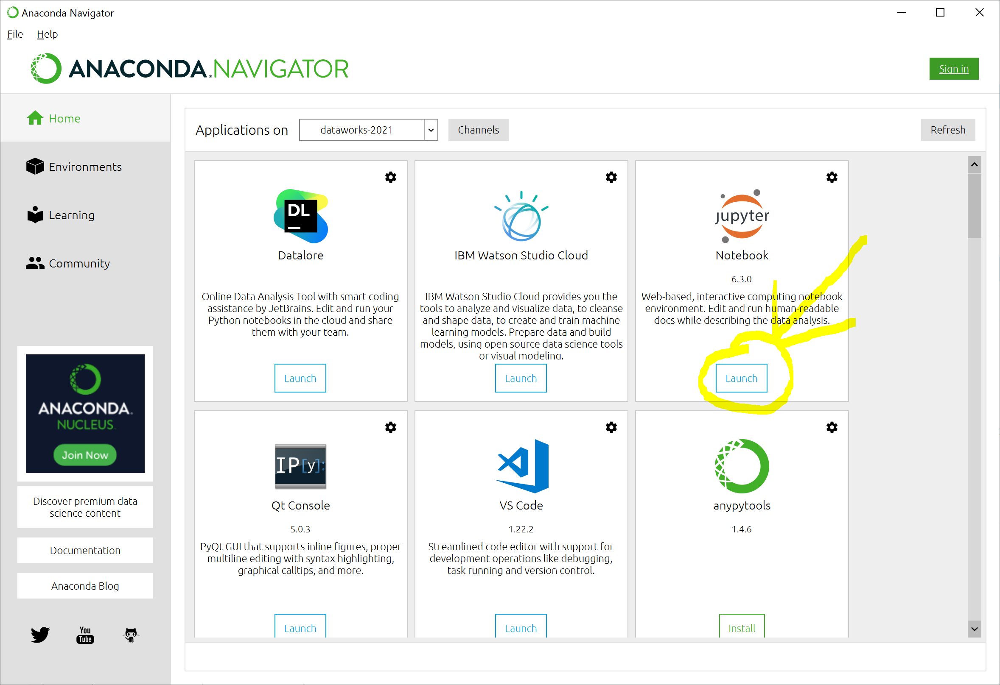 Anaconda Navigator
File Help
ANACONDA.NAVIGATOR
Sign in
Home
Environments
Learning
Community
ANACONDA.
NUCLEUS
Join Now
Discover premium data
science content
Documentation
Anaconda Blog
You
Tube
Applications on dataworks-2021 Channels Refresh
DL
Datalore
Online Data Analysis Tool with smart coding
assistance by JetBrains. Edit and run your
Python notebooks in the cloud and share
them with your team.
Launch
IBM Watson Studio Cloud
IBM Watson Studio Cloud provides you the
tools to analyze and visualize data, to cleanse
and shape data, to create and train machine
learning models. Prepare data and build
models, using open source data science tools
or visual modeling.
Launch
jupyter
Notebook
6.3.0
Web-based, interactive computing notebook
environment. Edit and run human-readable
docs while describing the data analysis.
Launch
IP[y]:
Qt Console
5.0.3
PyQt GUI that supports inline figures, proper
multiline editing with syntax highlighting,
graphical calltips, and more.
Launch
VS Code
1.22.2
Streamlined code editor with support for
development operations like debugging,
task running and version control.
Launch
anypytools
1.4.6
Install